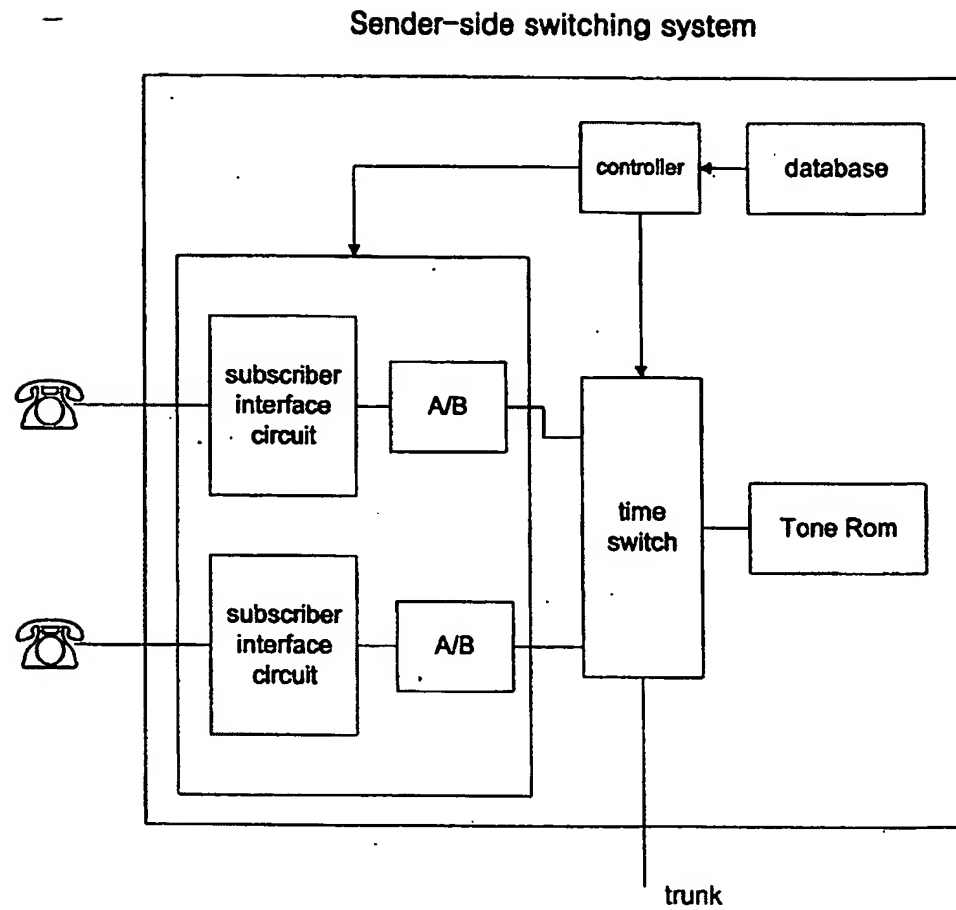 Sender-side switching system
controller
database
subscriber
interface
circuit
A/B
time
switch
Tone Rom
subscriber
interface
circuit
A/B
trunk